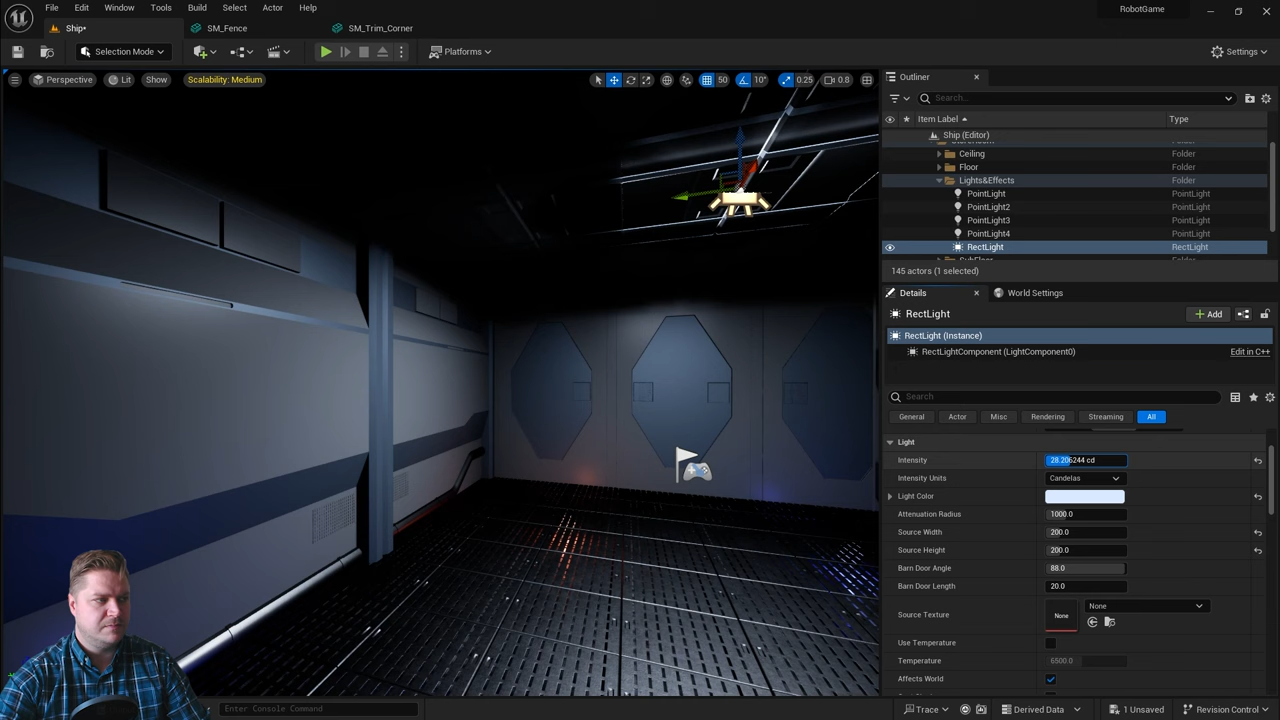 File Edit Window Tools Build Select Actor Help
RobotGame
Ship•
SM_Fence
SM_Trim_Corner
Selection Mode
Platforms
Settings
Perspective
Lit
Show
Scalability: Medium
50
10°
0.25
0.8
Outliner
Search...
Item Label
Type
Ship (Editor)
Ceiling Folder
Floor Folder
Lights&Effects Folder
PointLight PointLight
PointLight2 PointLight
PointLight3 PointLight
PointLight4 PointLight
RectLight RectLight
145 actors (1 selected)
Details
World Settings
RectLight
Add
RectLight (Instance)
RectLightComponent (LightComponent0)
Edit in C++
Search
General Actor Misc Rendering Streaming All
Light
Intensity 28.206244 cd
Intensity Units Candelas
Light Color
Attenuation Radius 1000.0
Source Width 200.0
Source Height 200.0
Barn Door Angle 88.0
Barn Door Length 20.0
Source Texture None None
Use Temperature
Temperature 6500.0
Affects World
Enter Console Command
Trace
Derived Data
1 Unsaved
Revision Control